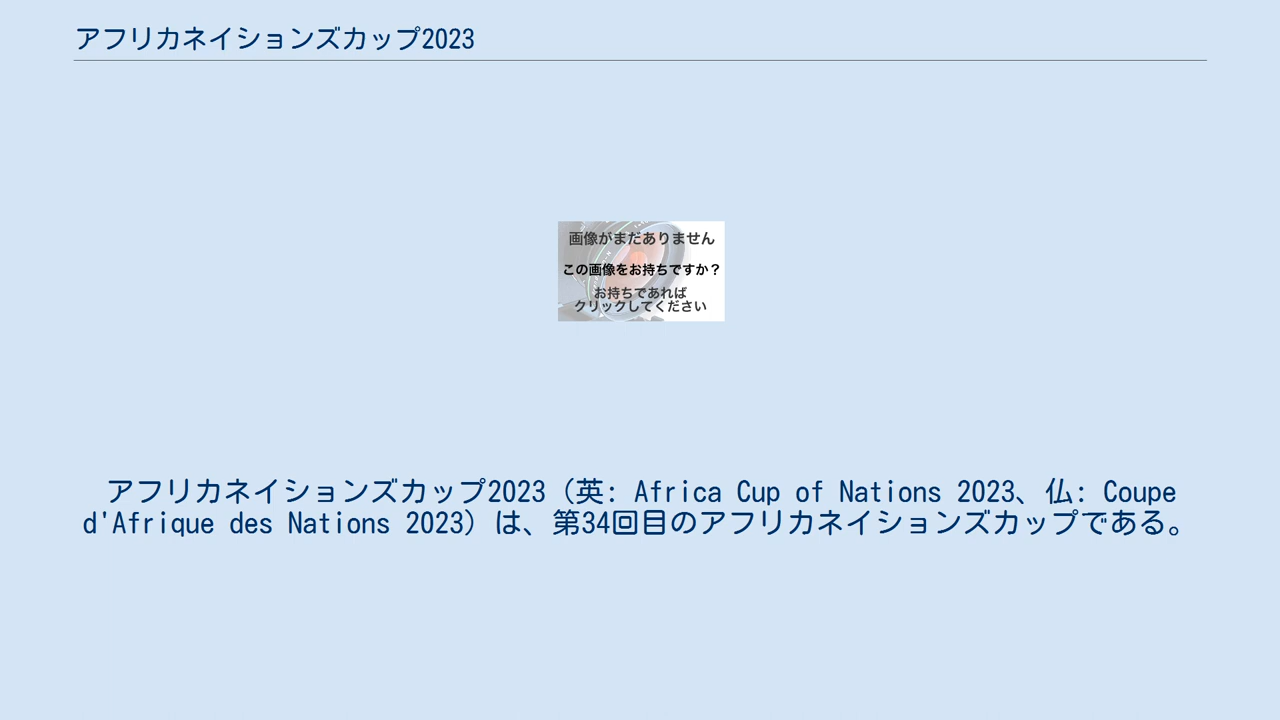 アフリカネイションズカップ2023
画像がまだありません
この画像をお持ちですか？
お持ちであれば
クリックしてください
アフリカネイションズカップ2023（英: Africa Cup of Nations 2023、仏: Coupe
d'Afrique des Nations 2023）は、第34回目のアフリカネイションズカップである。